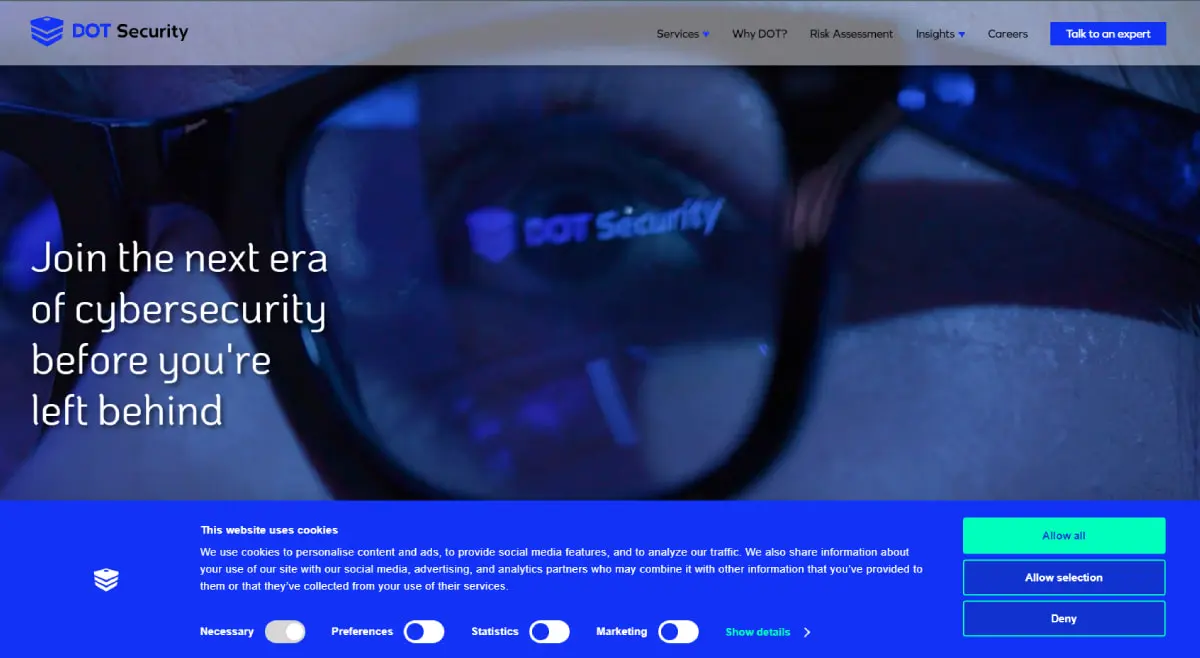 DOT Security
Services
Why DOT?
Risk Assessment
Insights
Careers
Talk to an expert
DOT Security
Join the next era
of cybersecurity
before you're
left behind
This website uses cookies
We use cookies to personalise content and ads, to provide social media features, and to analyze our traffic. We also share information about
your use of our site with our social media, advertising, and analytics partners who may combine it with other information that you've provided to
them or that they've collected from your use of their services.
Necessary
Preferences
Statistics
Marketing
Show details
Allow all
Allow selection
Deny